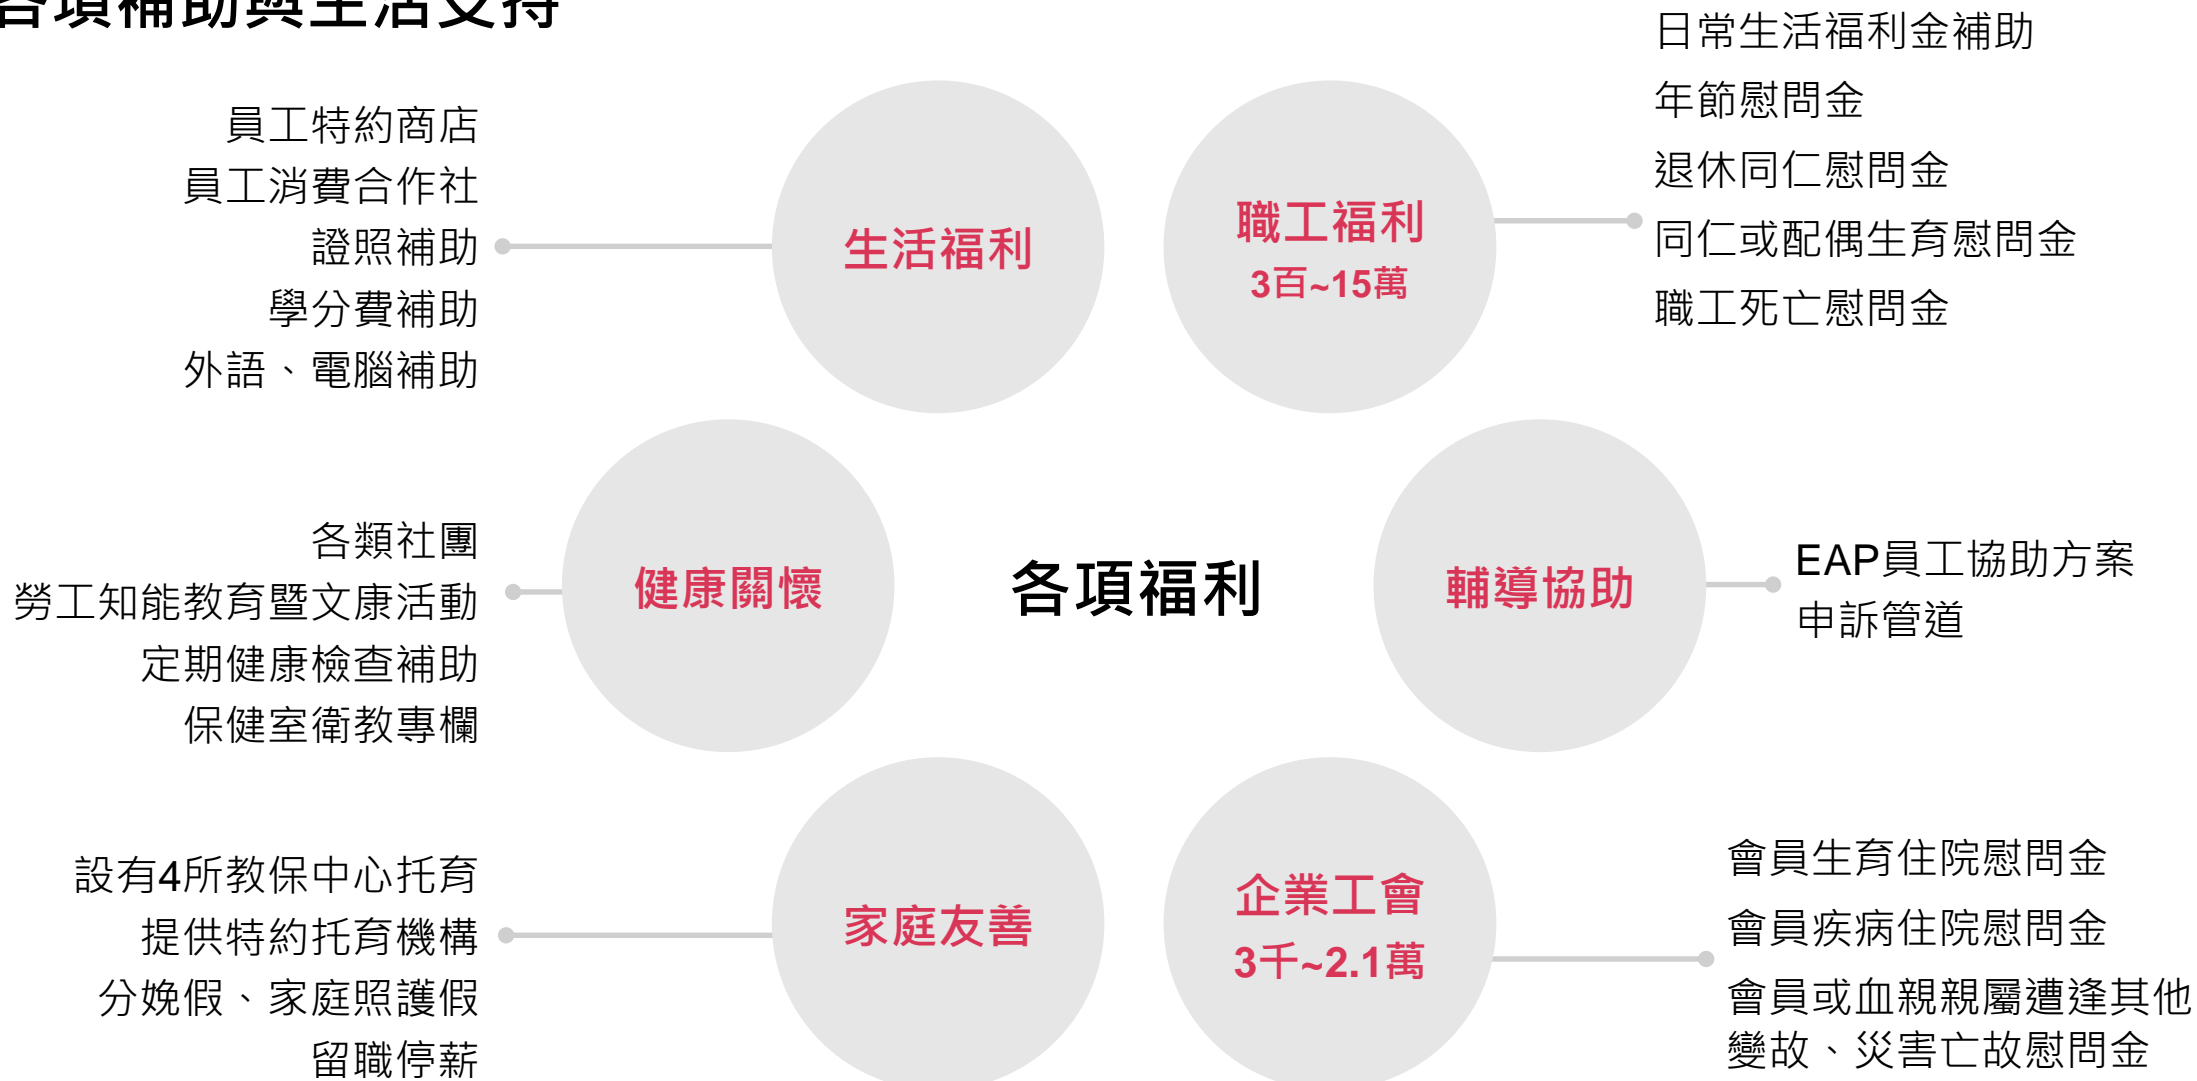 各項補助與生活支持
員工特約商店
員工消費合作社
證照補助
學分費補助
外語、電腦補助
生活福利
職工福利
3百~15萬
日常生活福利金補助
年節慰問金
退休同仁慰問金
同仁或配偶生育慰問金
職工死亡慰問金
各類社團
勞工知能教育暨文康活動
定期健康檢查補助
保健室衛教專欄
健康關懷
各項福利
輔導協助
EAP員工協助方案
申訴管道
設有4所教保中心托育
提供特約托育機構
分娩假、家庭照護假
留職停薪
家庭友善
企業工會
3千~2.1萬
會員生育住院慰問金
會員疾病住院慰問金
會員或血親親屬遭逢其他
變故、災害亡故慰問金